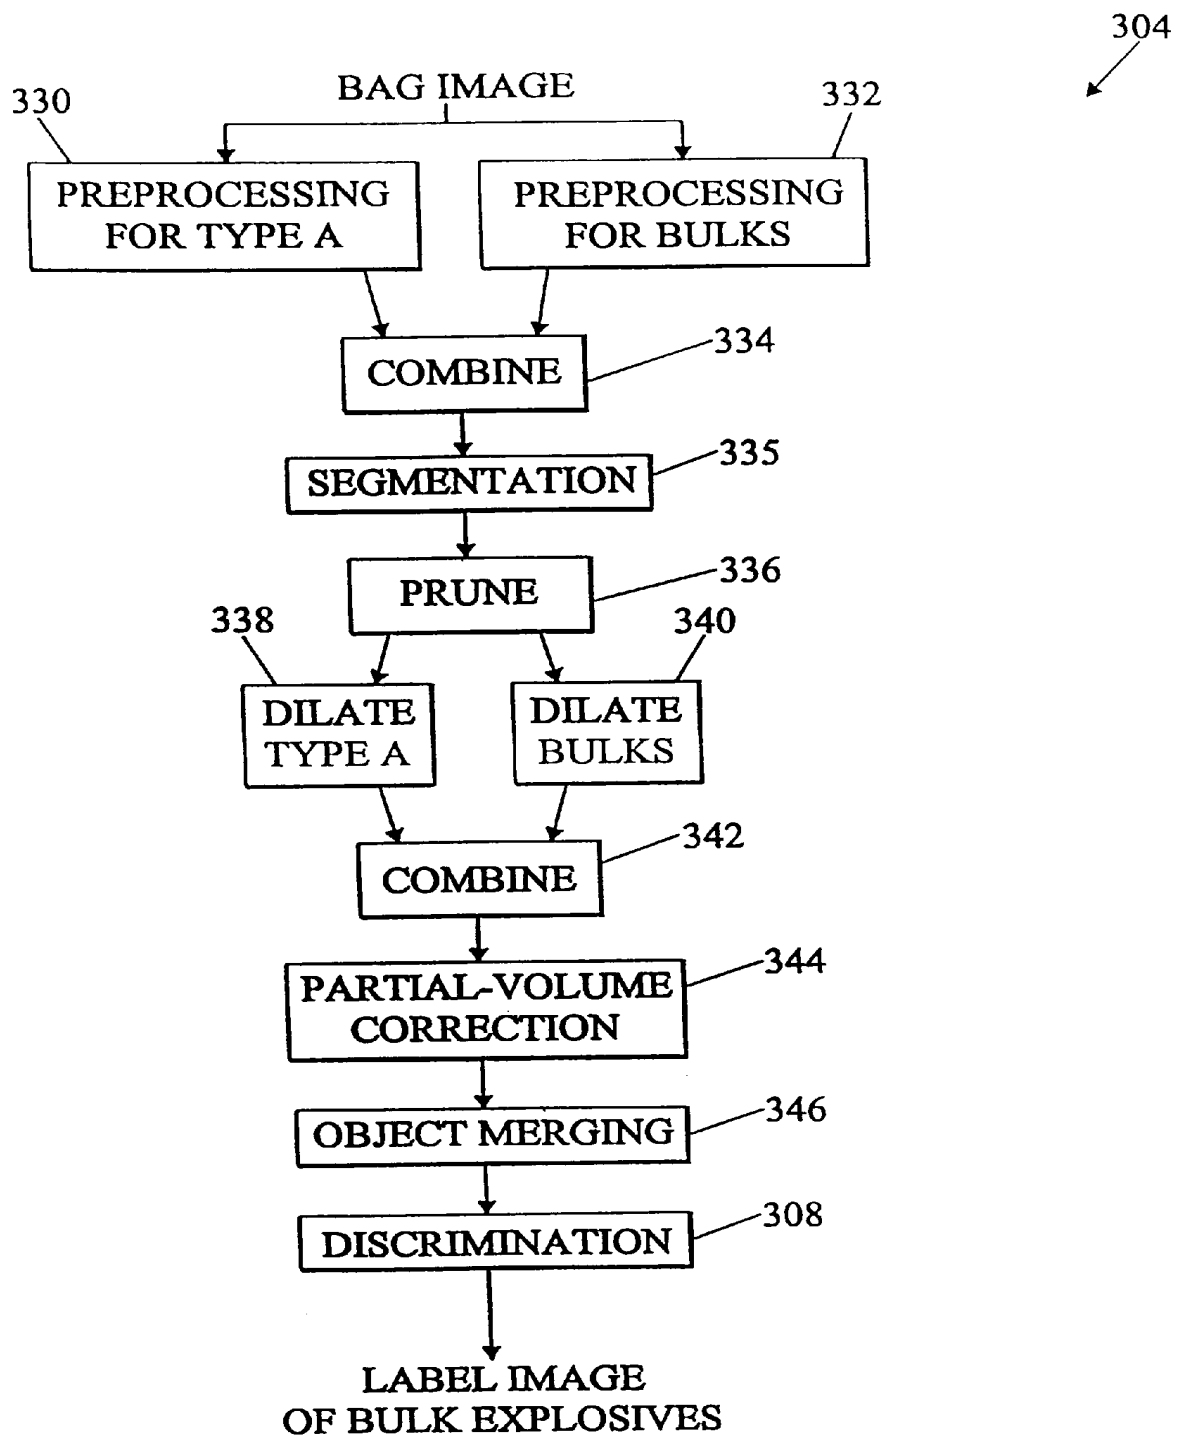 304
BAG IMAGE
330
332
PREPROCESSING
FOR TYPE A
PREPROCESSING
FOR BULKS
334
COMBINE
335
SEGMENTATION
336
PRUNE
338
340
DILATE
TYPE A
DILATE
BULKS
342
COMBINE
344
PARTIAL-VOLUME
CORRECTION
346
OBJECT MERGING
308
DISCRIMINATION
LABEL IMAGE
OF BULK EXPLOSIVES